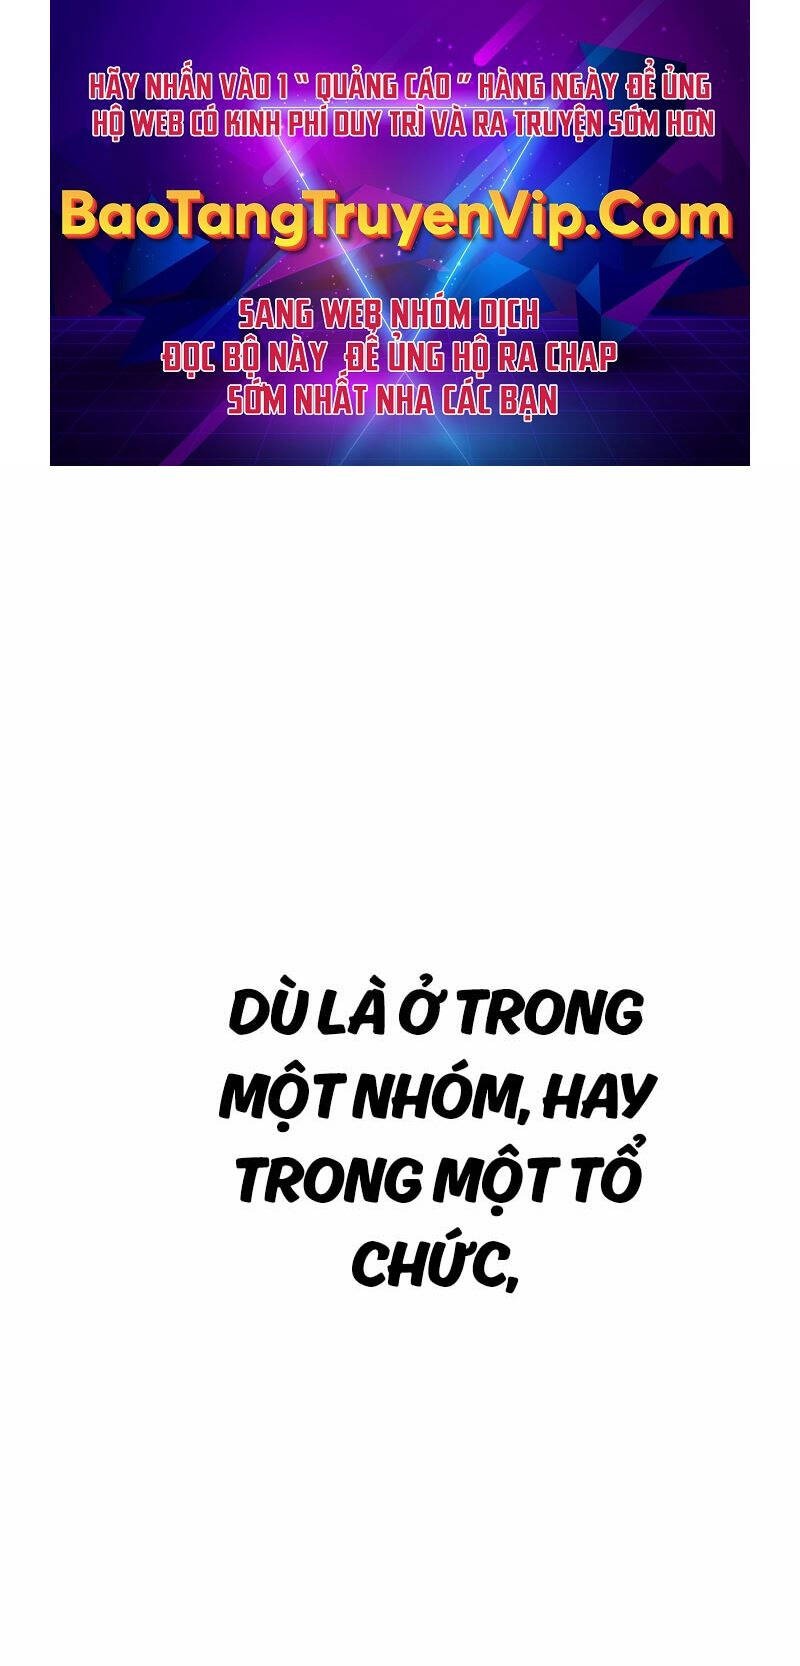 HÃY NHẤN VÀO 1 “ QUẢNG CÁO ” HÀNG NGÀY ĐỂ ỦNG
HỘ WEB CÓ KINH PHÍ DUY TRÌ VÀ RA TRUYỆN SỚM HƠN
BaoTangTruyenVip.Com
SANG WEB NHÓM DỊCH
ĐỌC BỘ NÀY ĐỂ ỦNG HỘ RA CHAP
SỚM NHẤT NHA CÁC BẠN
DÙ LÀ Ở TRONG
MỘT NHÓM, HAY
TRONG MỘT TỔ
CHỨC,